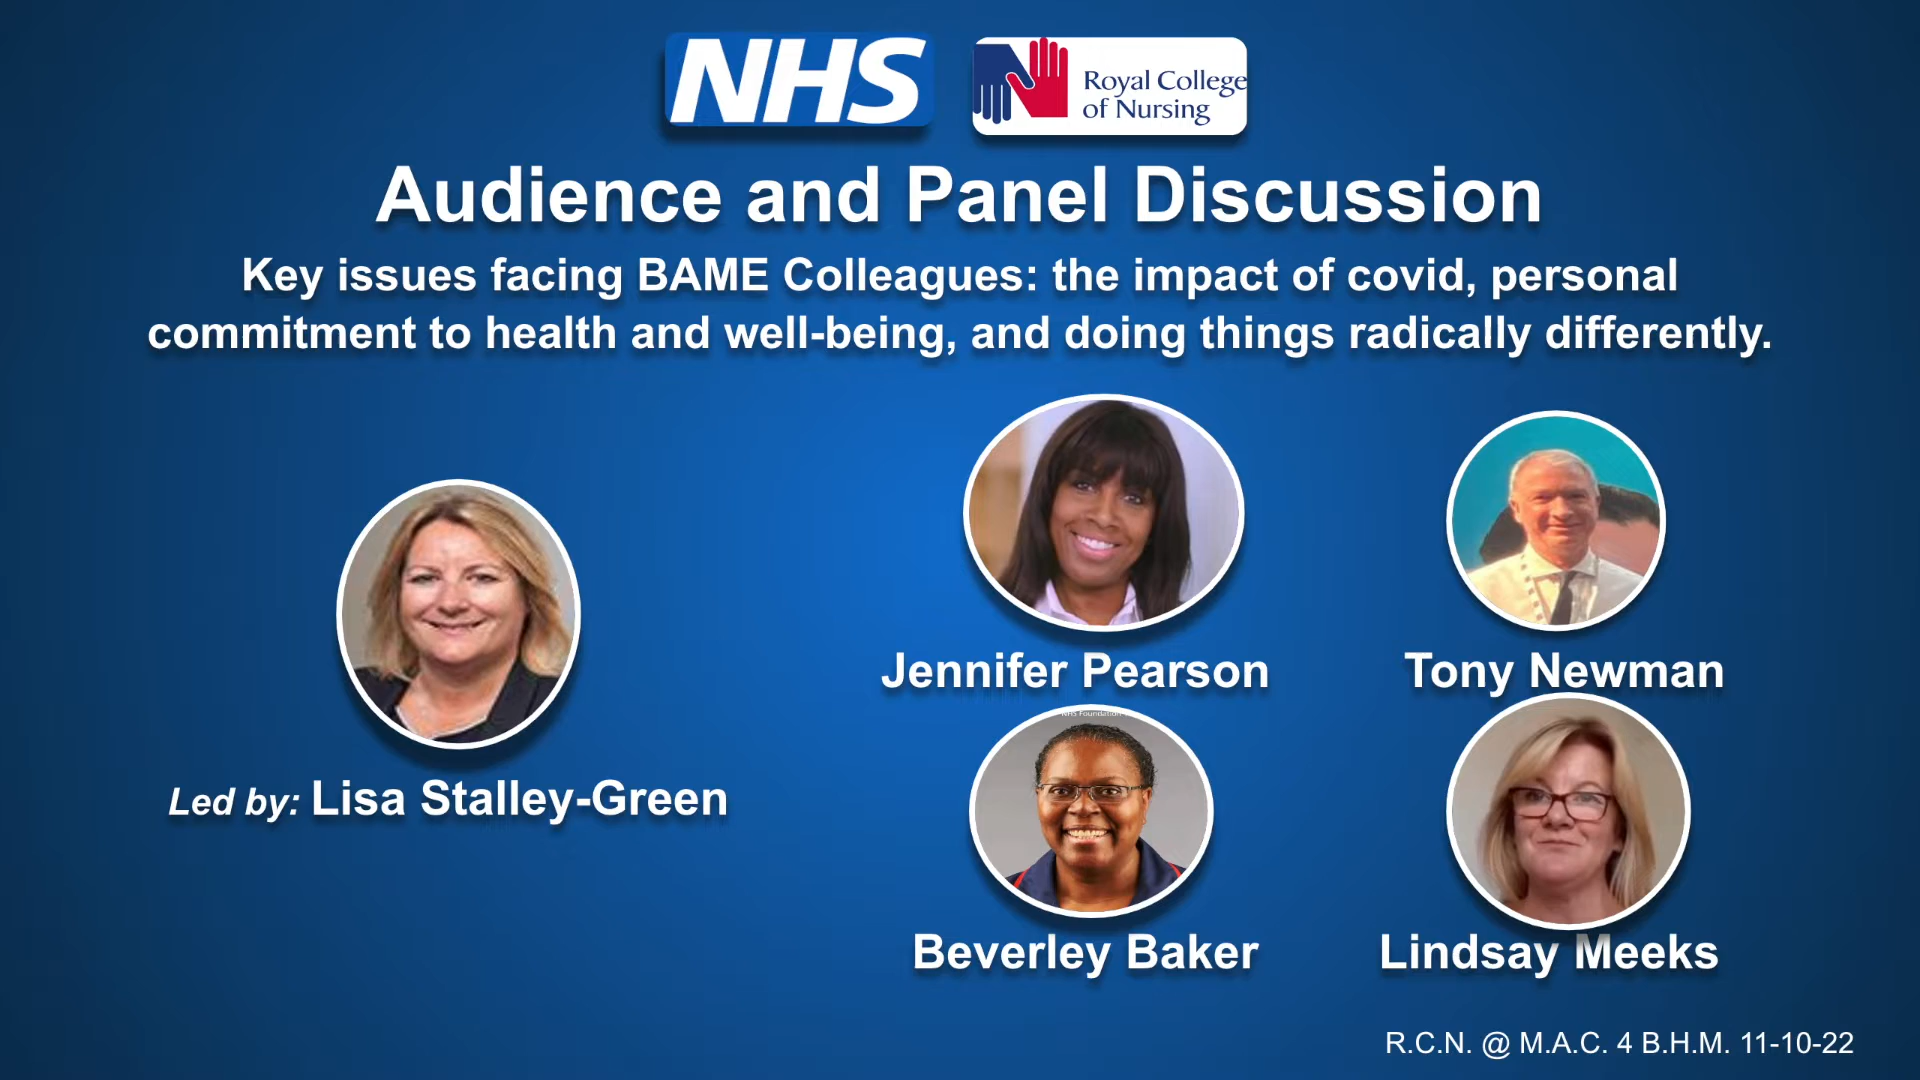 NHS
Royal College
of Nursing
Audience and Panel Discussion
Key issues facing BAME Colleagues: the impact of covid, personal
commitment to health and well-being, and doing things radically differently.
Led by: Lisa Stalley-Green
Jennifer Pearson
Tony Newman
NHS Foundation
Beverley Baker
Lindsay Meeks
R.C.N. @ M.A.C. 4 B.H.M. 11-10-22